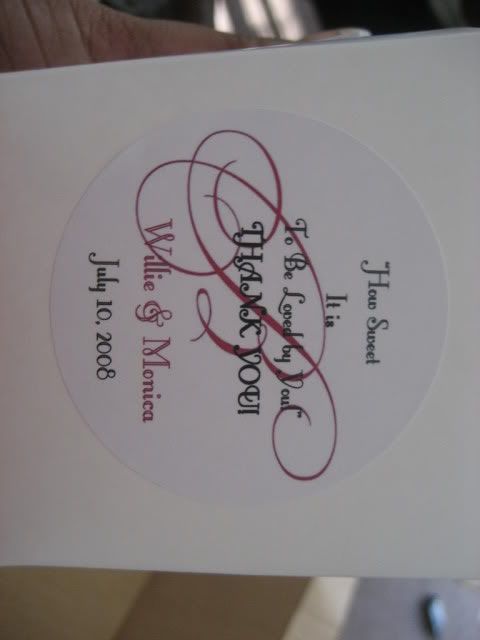 "How Sweet
It is
To Be Loved by You!"
THANK YOU!
Willie & Monica
July 10, 2008